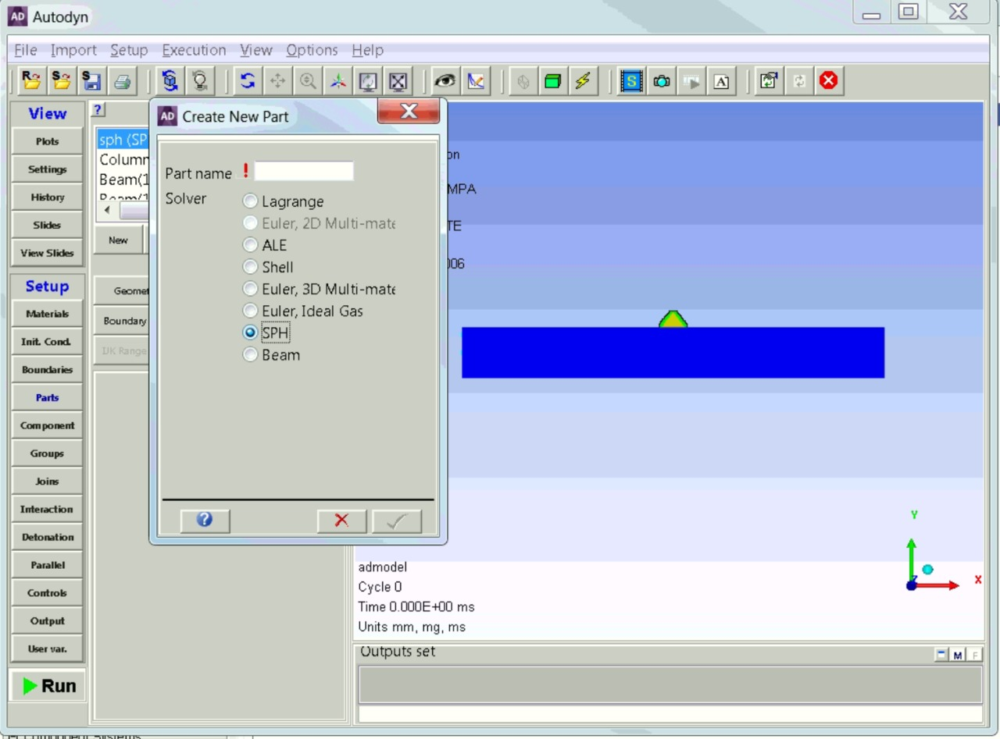 AD Autodyn
File Import Setup Execution View Options Help
View
Plots
Settings
History
Slides
View Slides
Setup
Materials
Init. Cond.
Boundaries
Parts
Component
Groups
Joins
Interaction
Detonation
Parallel
Controls
Output
User var.
Run
?
sph (SP
Column
Beam(1
Beam(1
New
Geomet
Boundary
IJK Range
AD Create New Part
Part name !
Solver
Lagrange
Euler, 2D Multi-mate
ALE
Shell
Euler, 3D Multi-mate
Euler, Ideal Gas
SPH
Beam
?
on
MPA
TE
006
Y
Z
X
admodel
Cycle 0
Time 0.000E+00 ms
Units mm, mg, ms
Outputs set
M F